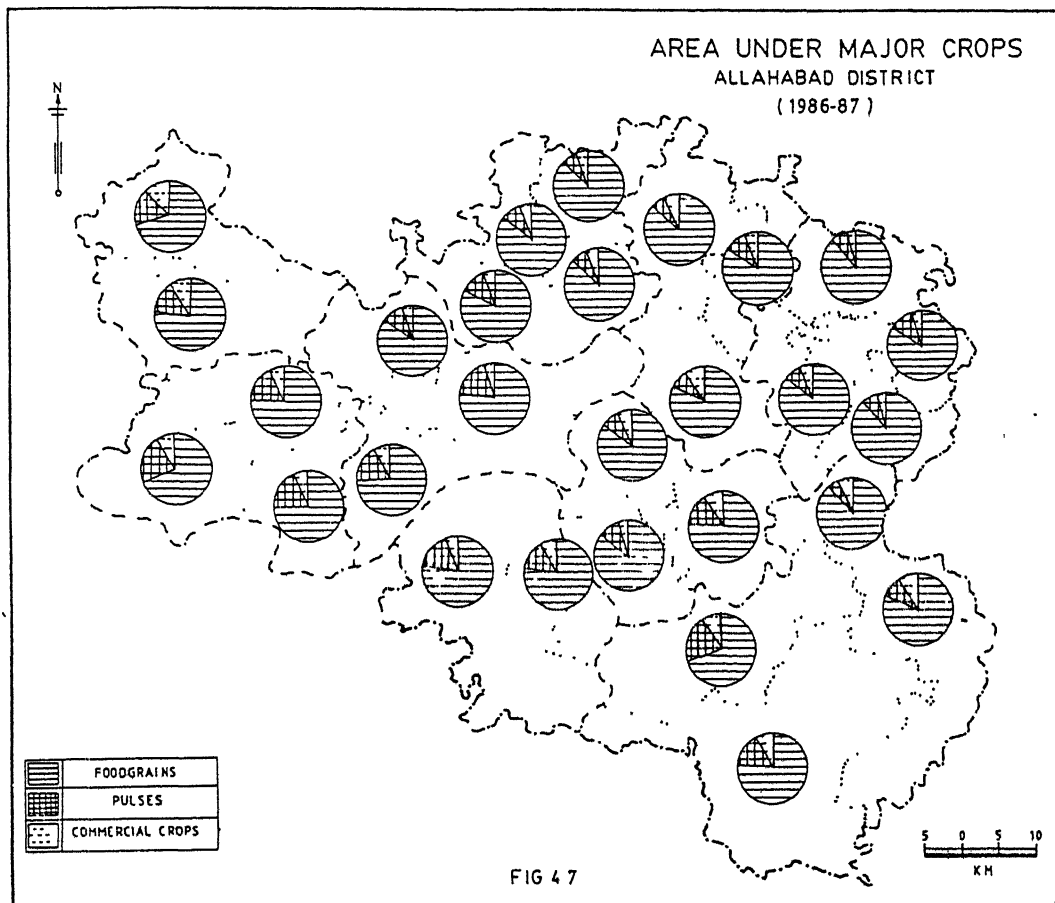 AREA UNDER MAJOR CROPS
ALLAHABAD DISTRICT
(1986-87)
N
FOODGRAINS
PULSES
COMMERCIAL CROPS
5 0 5 10
KM
FIG 4 7